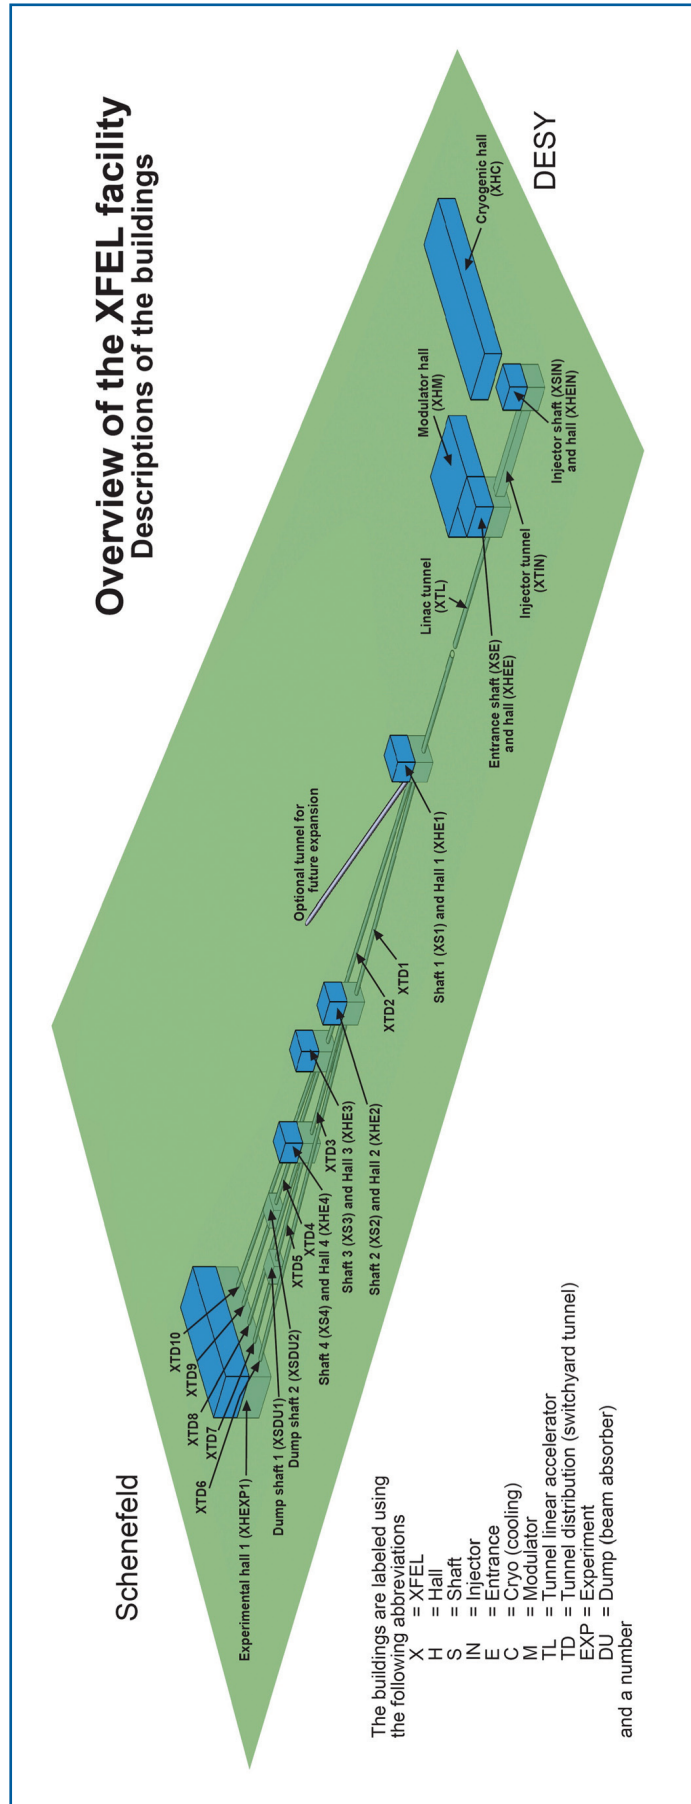 Overview of the XFEL facility
Descriptions of the buildings
Schenefeld
DESY
Cryogenic hall
(XHC)
Modulator hall
(XHM)
Injector shaft (XSIN)
and hall (XHEIN)
Injector tunnel
(XTIN)
Linac tunnel
(XTL)
Entrance shaft (XSE)
and hall (XHEE)
Optional tunnel for
future expansion
Shaft 1 (XS1) and Hall 1 (XHE1)
XTD1
XTD2
Shaft 2 (XS2) and Hall 2 (XHE2)
Shaft 3 (XS3) and Hall 3 (XHE3)
XTD3
Shaft 4 (XS4) and Hall 4 (XHE4)
XTD4
XTD5
Dump shaft 2 (XSDU2)
Dump shaft 1 (XSDU1)
XTD10
XTD9
XTD8
XTD7
XTD6
Experimental hall 1 (XHEXP1)
The buildings are labeled using
the following abbreviations
X = XFEL
H = Hall
S = Shaft
IN = Injector
E = Entrance
C = Cryo (cooling)
M = Modulator
TL = Tunnel linear accelerator
TD = Tunnel distribution (switchyard tunnel)
EXP = Experiment
DU = Dump (beam absorber)
and a number